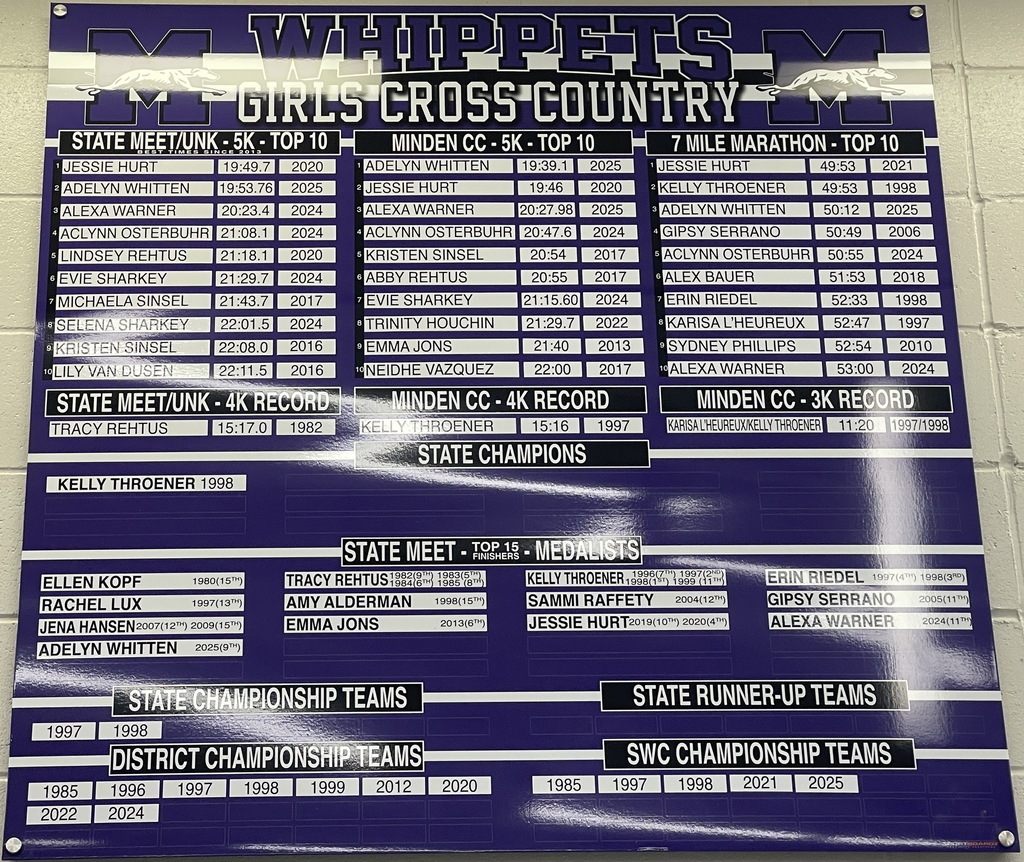 WHIPPETS
GIRLS CROSS COUNTRY
M M
STATE MEET/UNK - 5K - TOP 10
BEST TIMES SINCE 2013
1 JESSIE HURT 19:49.7 2020
2 ADELYN WHITTEN 19:53.76 2025
3 ALEXA WARNER 20:23.4 2024
4 ACLYNN OSTERBUHR 21:08.1 2024
5 LINDSEY REHTUS 21:18.1 2020
6 EVIE SHARKEY 21:29.7 2024
7 MICHAELA SINSEL 21:43.7 2017
8 SELENA SHARKEY 22:01.5 2024
9 KRISTEN SINSEL 22:08.0 2016
10 LILY VAN DUSEN 22:11.5 2016
MINDEN CC - 5K - TOP 10
1 ADELYN WHITTEN 19:39.1 2025
2 JESSIE HURT 19:46 2020
3 ALEXA WARNER 20:27.98 2025
4 ACLYNN OSTERBUHR 20:47.6 2024
5 KRISTEN SINSEL 20:54 2017
6 ABBY REHTUS 20:55 2017
7 EVIE SHARKEY 21:15.60 2024
8 TRINITY HOUCHIN 21:29.7 2022
9 EMMA JONS 21:40 2013
10 NEIDHE VAZQUEZ 22:00 2017
7 MILE MARATHON - TOP 10
1 JESSIE HURT 49:53 2021
2 KELLY THROENER 49:53 1998
3 ADELYN WHITTEN 50:12 2025
4 GIPSY SERRANO 50:49 2006
5 ACLYNN OSTERBUHR 50:55 2024
6 ALEX BAUER 51:53 2018
7 ERIN RIEDEL 52:33 1998
8 KARISA L'HEUREUX 52:47 1997
9 SYDNEY PHILLIPS 52:54 2010
10 ALEXA WARNER 53:00 2024
STATE MEET/UNK - 4K RECORD
TRACY REHTUS 15:17.0 1982
MINDEN CC - 4K RECORD
KELLY THROENER 15:16 1997
MINDEN CC - 3K RECORD
KARISA L'HEUREUX/KELLY THROENER 11:20 1997/1998
STATE CHAMPIONS
KELLY THROENER 1998
STATE MEET - TOP 15 FINISHERS - MEDALISTS
ELLEN KOPF 1980(15TH)
RACHEL LUX 1997(13TH)
JENA HANSEN 2007(12TH) 2009(15TH)
ADELYN WHITTEN 2025(9TH)
TRACY REHTUS 1982(9TH) 1983(5TH) 1984(6TH) 1985(8TH)
AMY ALDERMAN 1998(15TH)
EMMA JONS 2013(6TH)
KELLY THROENER 1996(7TH) 1997(2ND) 1998(1ST) 1999(11TH)
SAMMI RAFFETY 2004(12TH)
JESSIE HURT 2019(10TH) 2020(4TH)
ERIN RIEDEL 1997(4TH) 1998(3RD)
GIPSY SERRANO 2005(11TH)
ALEXA WARNER 2024(11TH)
STATE CHAMPIONSHIP TEAMS
1997 1998
STATE RUNNER-UP TEAMS
DISTRICT CHAMPIONSHIP TEAMS
1985 1996 1997 1998 1999 2012 2020
2022 2024
SWC CHAMPIONSHIP TEAMS
1985 1997 1998 2021 2025